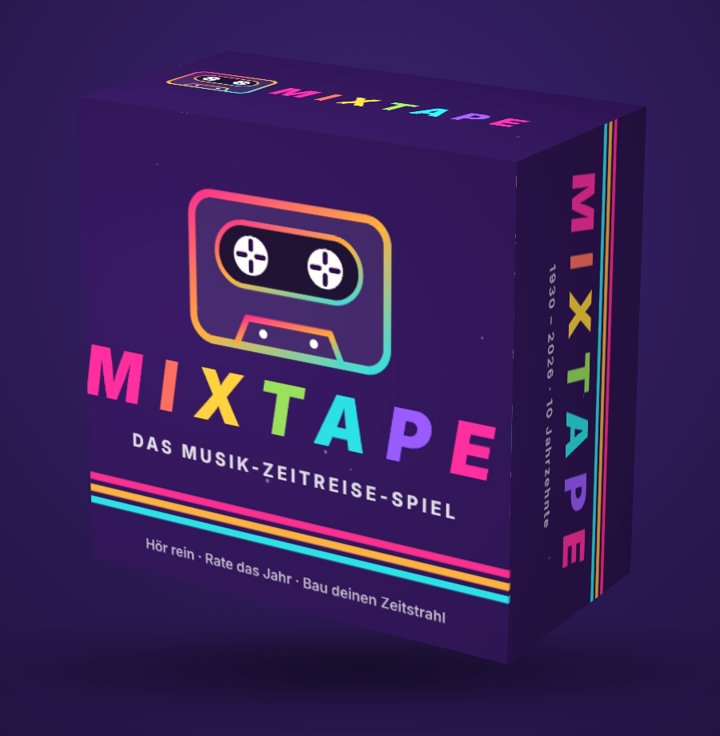 MIXTAPE
MIXTAPE
DAS MUSIK-ZEITREISE-SPIEL
Hör rein · Rate das Jahr · Bau deinen Zeitstrahl
MIXTAPE
1930 – 2026 · 10 Jahrzehnte